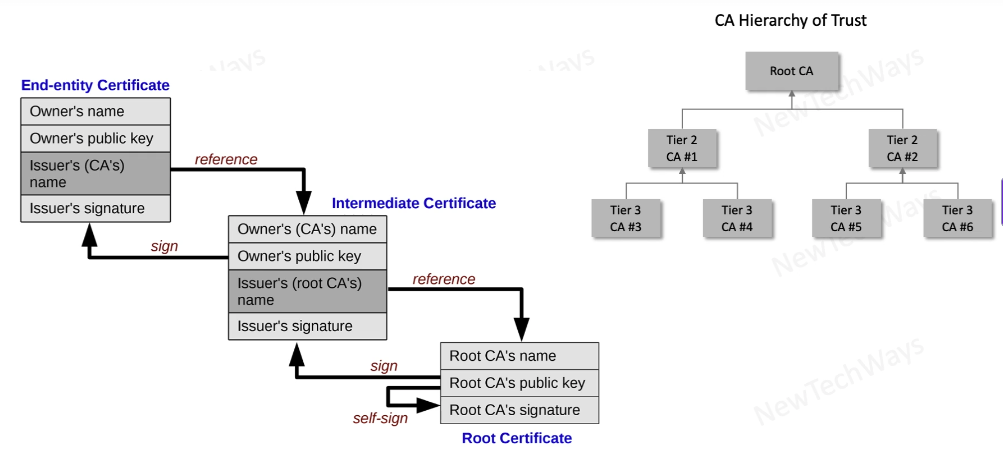 CA Hierarchy of Trust
End-entity Certificate
Owner's name
Owner's public key
Issuer's (CA's)
name
Issuer's signature
reference
sign
Intermediate Certificate
Owner's (CA's) name
Owner's public key
Issuer's (root CA's)
name
Issuer's signature
reference
sign
self-sign
Root CA's name
Root CA's public key
Root CA's signature
Root Certificate
Root CA
Tier 2
CA #1
Tier 2
CA #2
Tier 3
CA #3
Tier 3
CA #4
Tier 3
CA #5
Tier 3
CA #6
NewTechWays
NewTechWays
NewTechWays